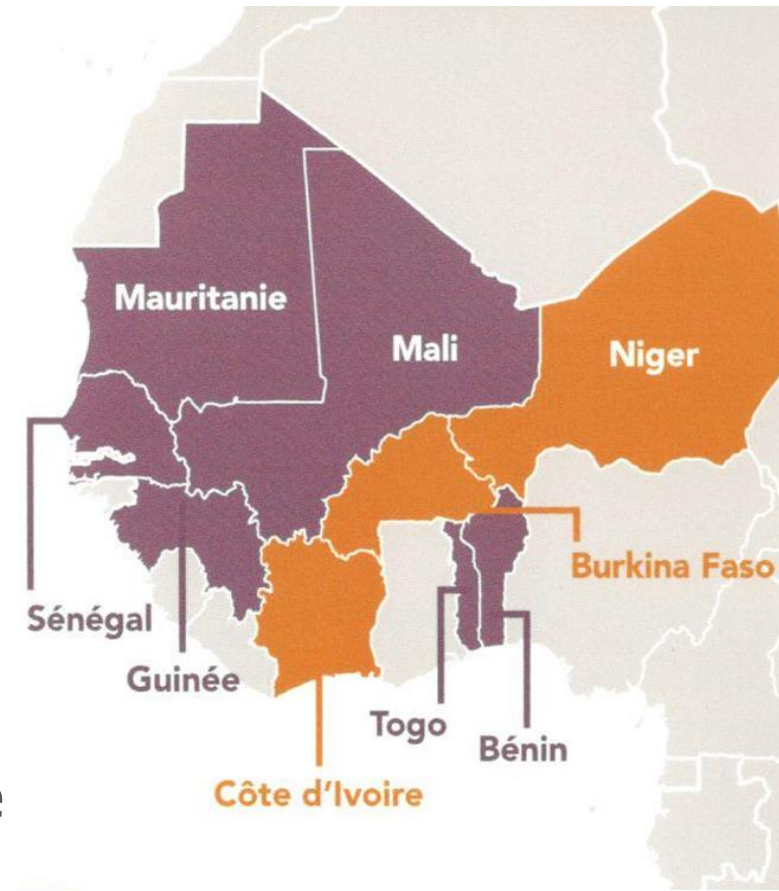 Mauritanie
Mali
Niger
Burkina Faso
Sénégal
Guinée
Togo
Bénin
Côte d'Ivoire
e